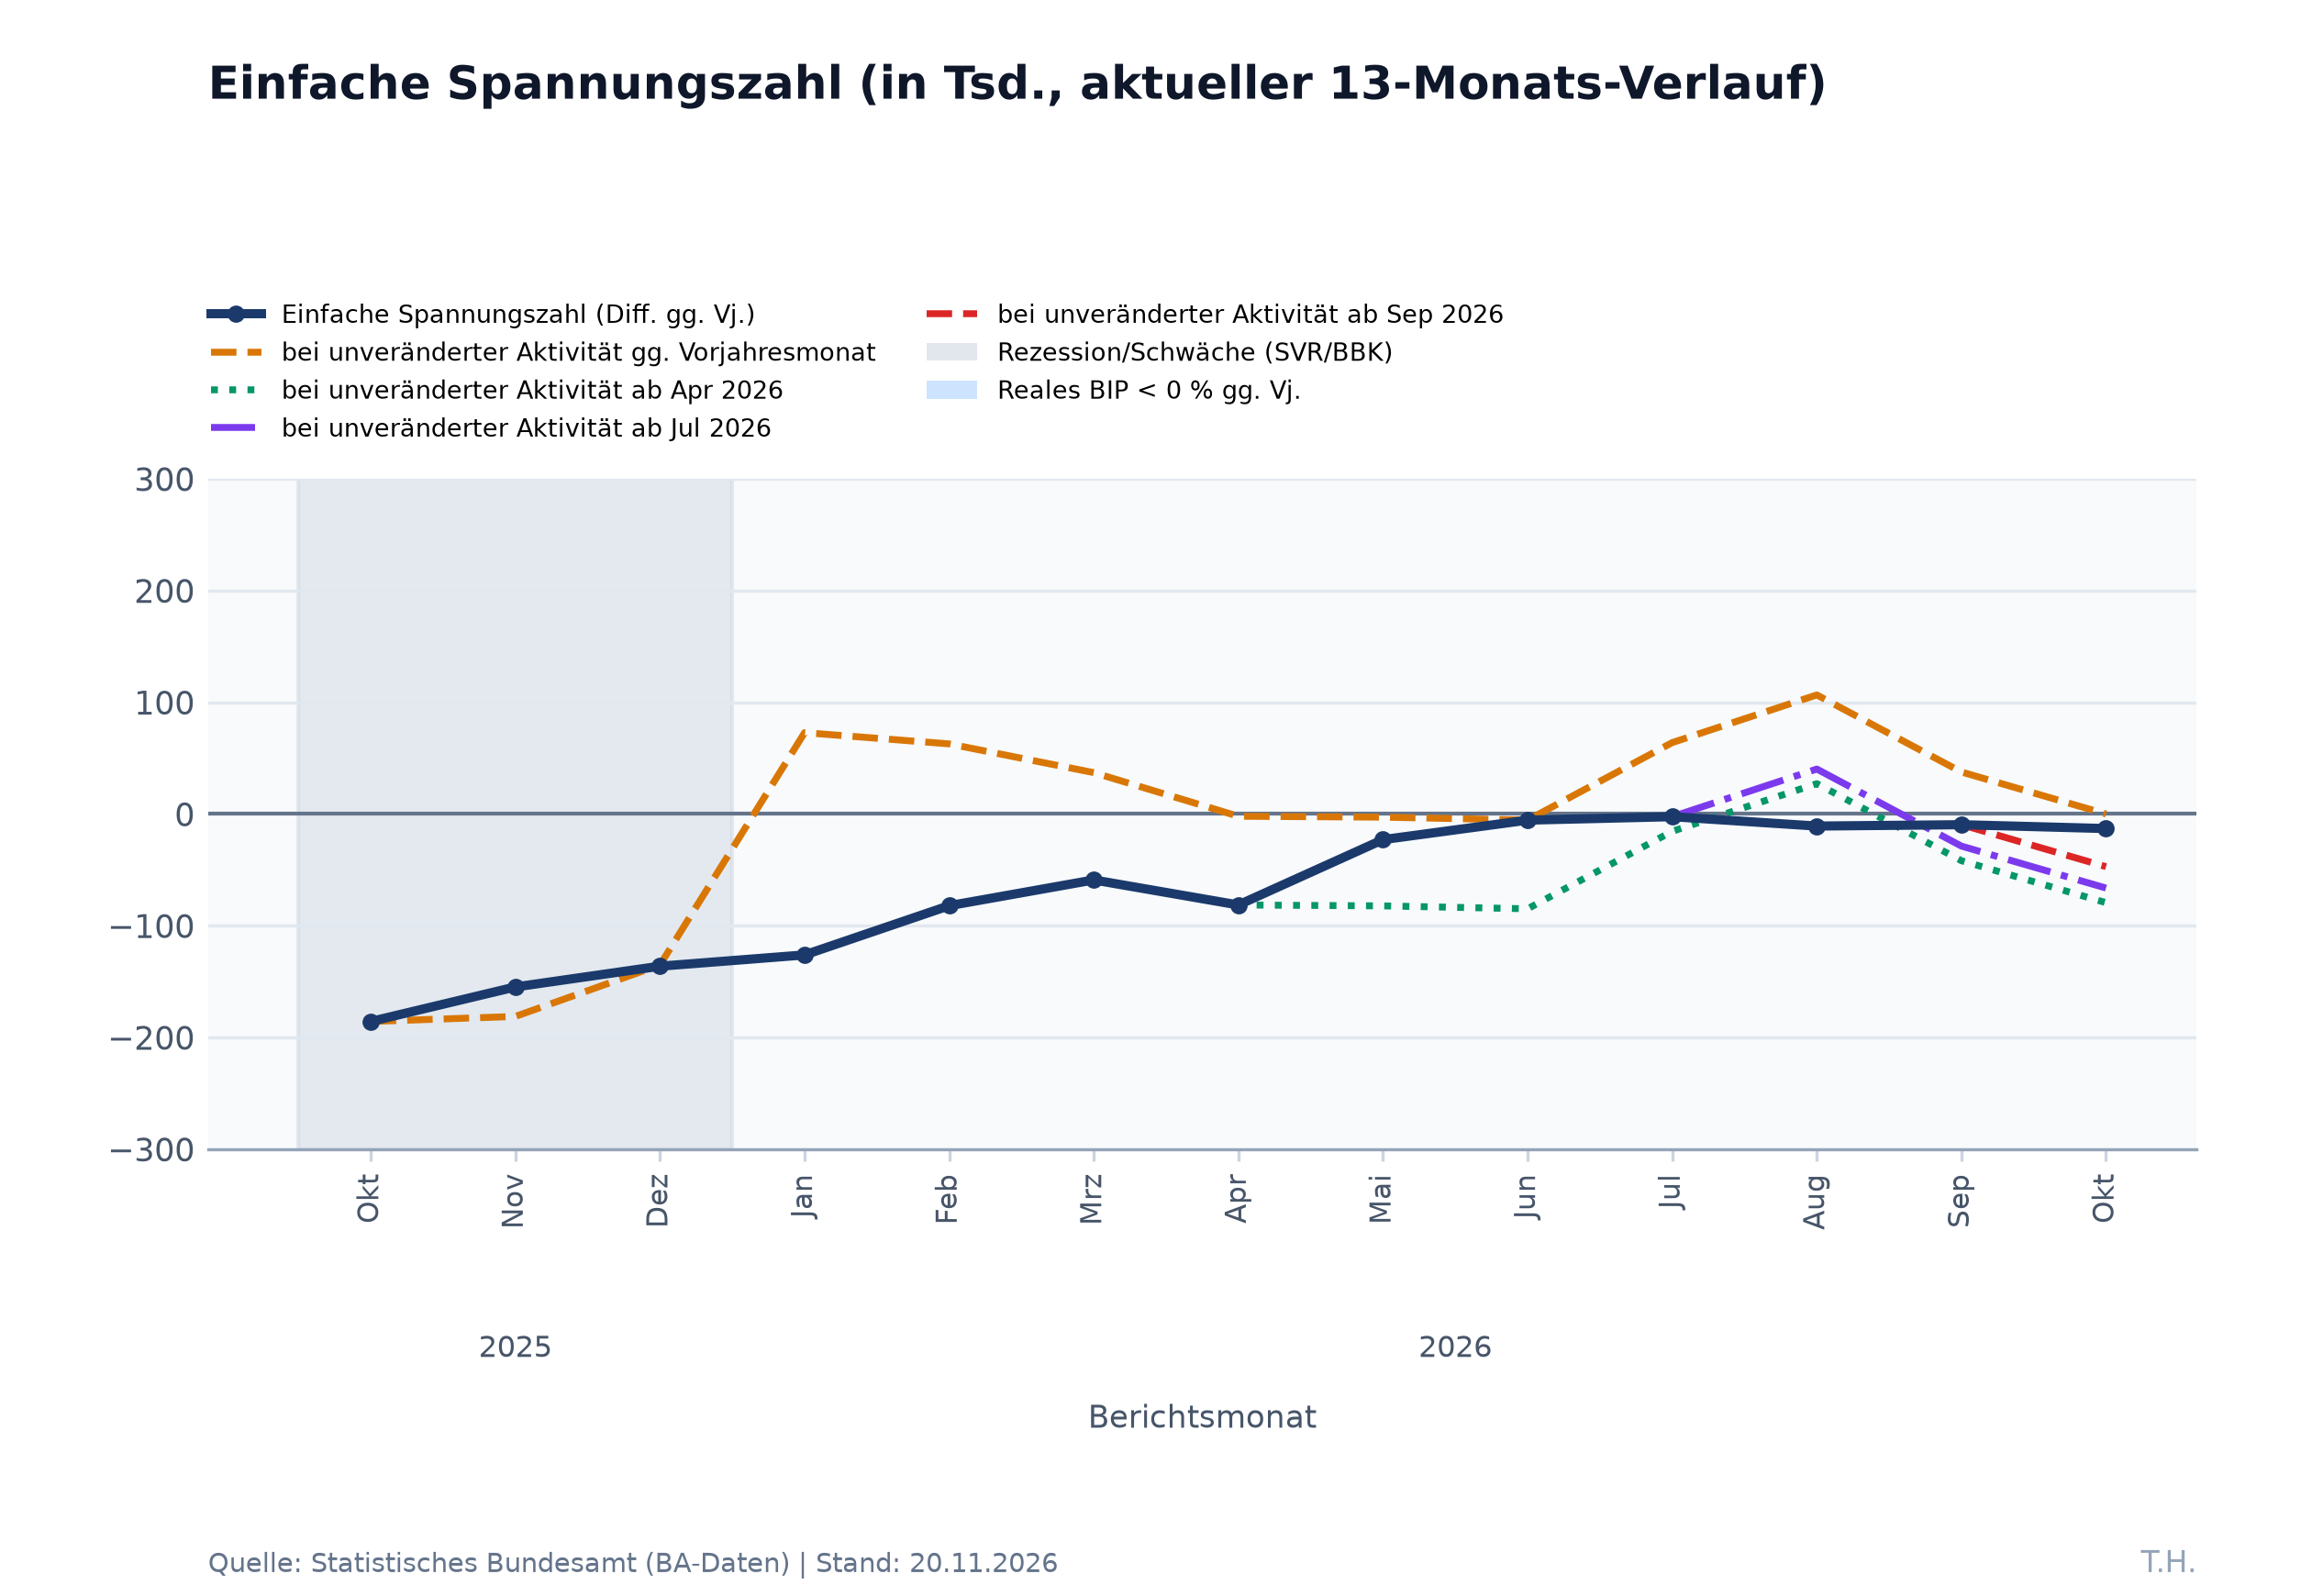 Einfache Spannungszahl (in Tsd., aktueller 13-Monats-Verlauf)
Einfache Spannungszahl (Diff. gg. Vj.)
bei unveränderter Aktivität gg. Vorjahresmonat
bei unveränderter Aktivität ab Apr 2026
bei unveränderter Aktivität ab Jul 2026
bei unveränderter Aktivität ab Sep 2026
Rezession/Schwäche (SVR/BBK)
Reales BIP < 0 % gg. Vj.
300
200
100
0
−100
−200
−300
Okt
Nov
Dez
Jan
Feb
Mrz
Apr
Mai
Jun
Jul
Aug
Sep
Okt
2025
2026
Berichtsmonat
Quelle: Statistisches Bundesamt (BA-Daten) | Stand: 20.11.2026
T.H.